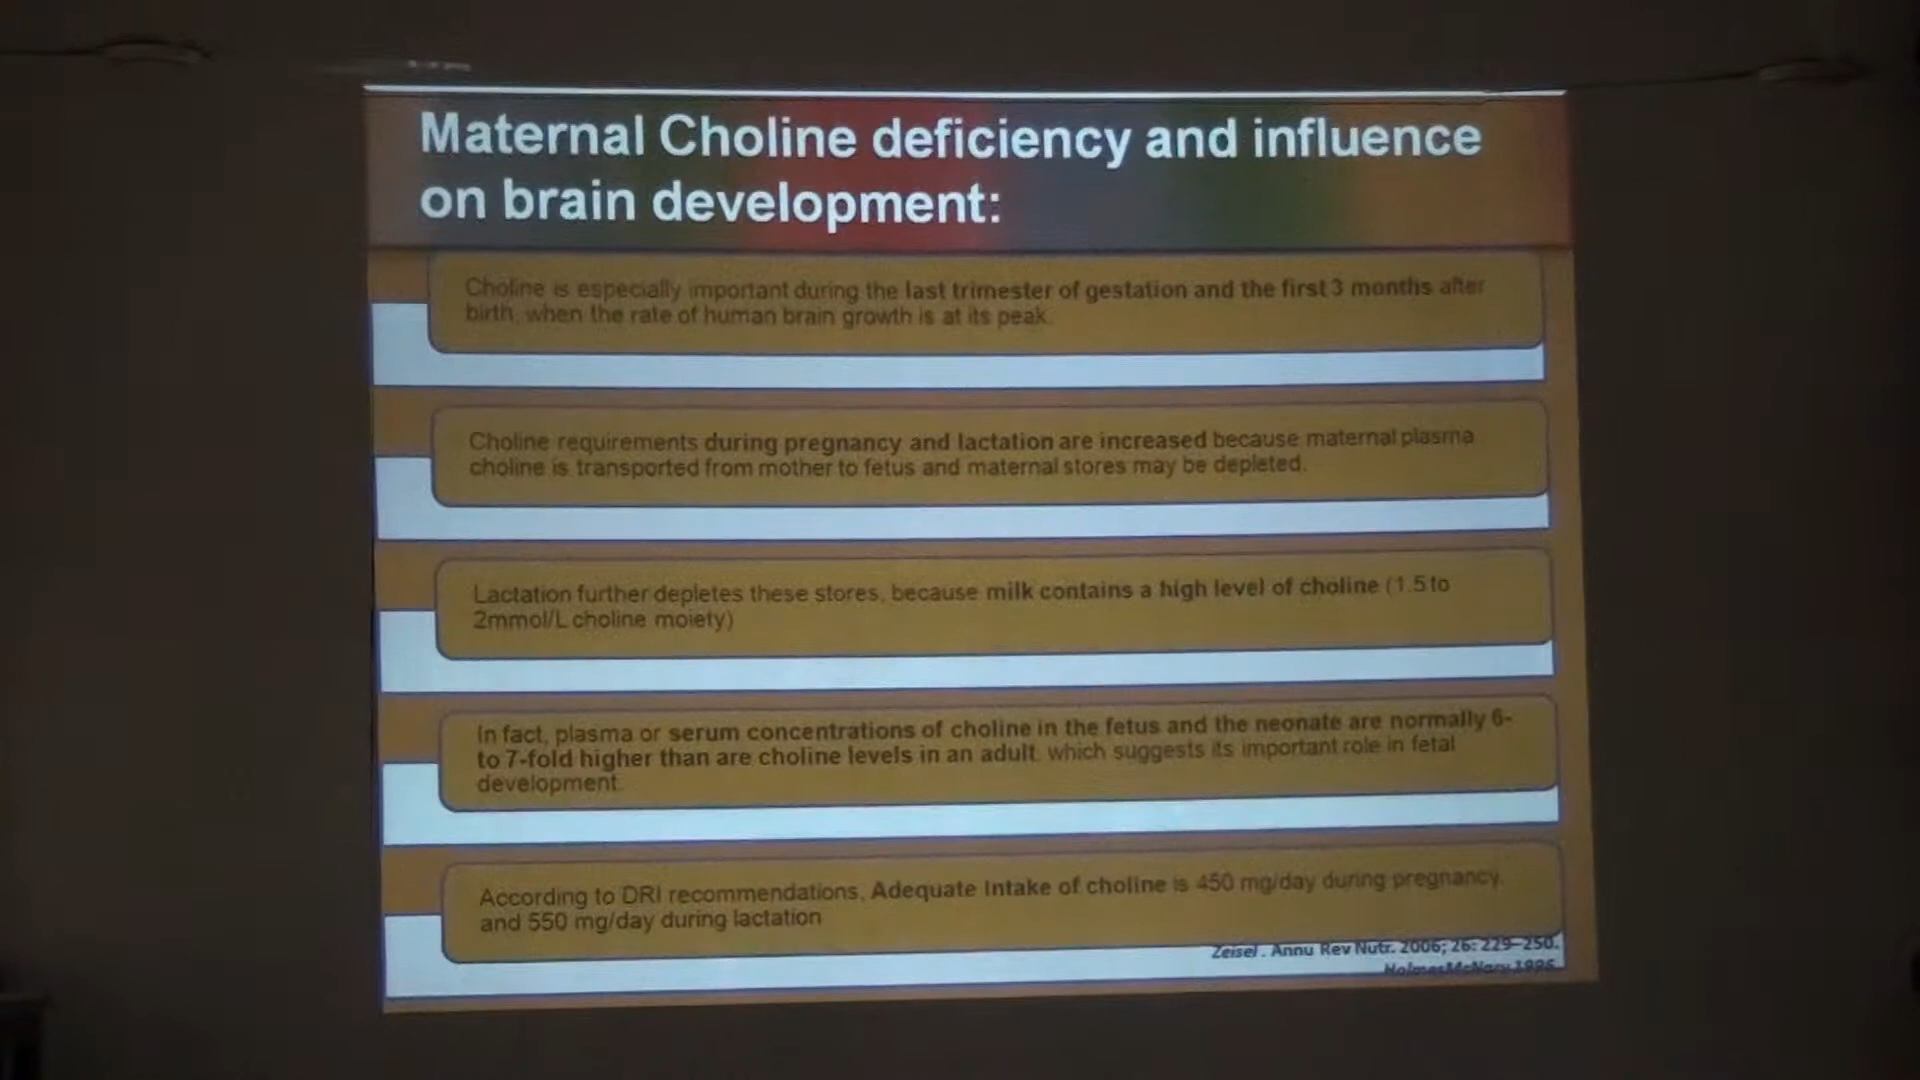 Maternal Choline deficiency and influence
on brain development:
Choline is especially important during the last trimester of gestation and the first 3 months after
birth, when the rate of human brain growth is at its peak.
Choline requirements during pregnancy and lactation are increased because maternal plasma
choline is transported from mother to fetus and maternal stores may be depleted.
Lactation further depletes these stores, because milk contains a high level of choline (1.5 to
2mmol/L choline moiety)
In fact, plasma or serum concentrations of choline in the fetus and the neonate are normally 6-
to 7-fold higher than are choline levels in an adult, which suggests its important role in fetal
development.
According to DRI recommendations, Adequate Intake of choline is 450 mg/day during pregnancy,
and 550 mg/day during lactation
Zeisel . Annu Rev Nutr. 2006; 26: 229–250.
HolmesMcNary 1996